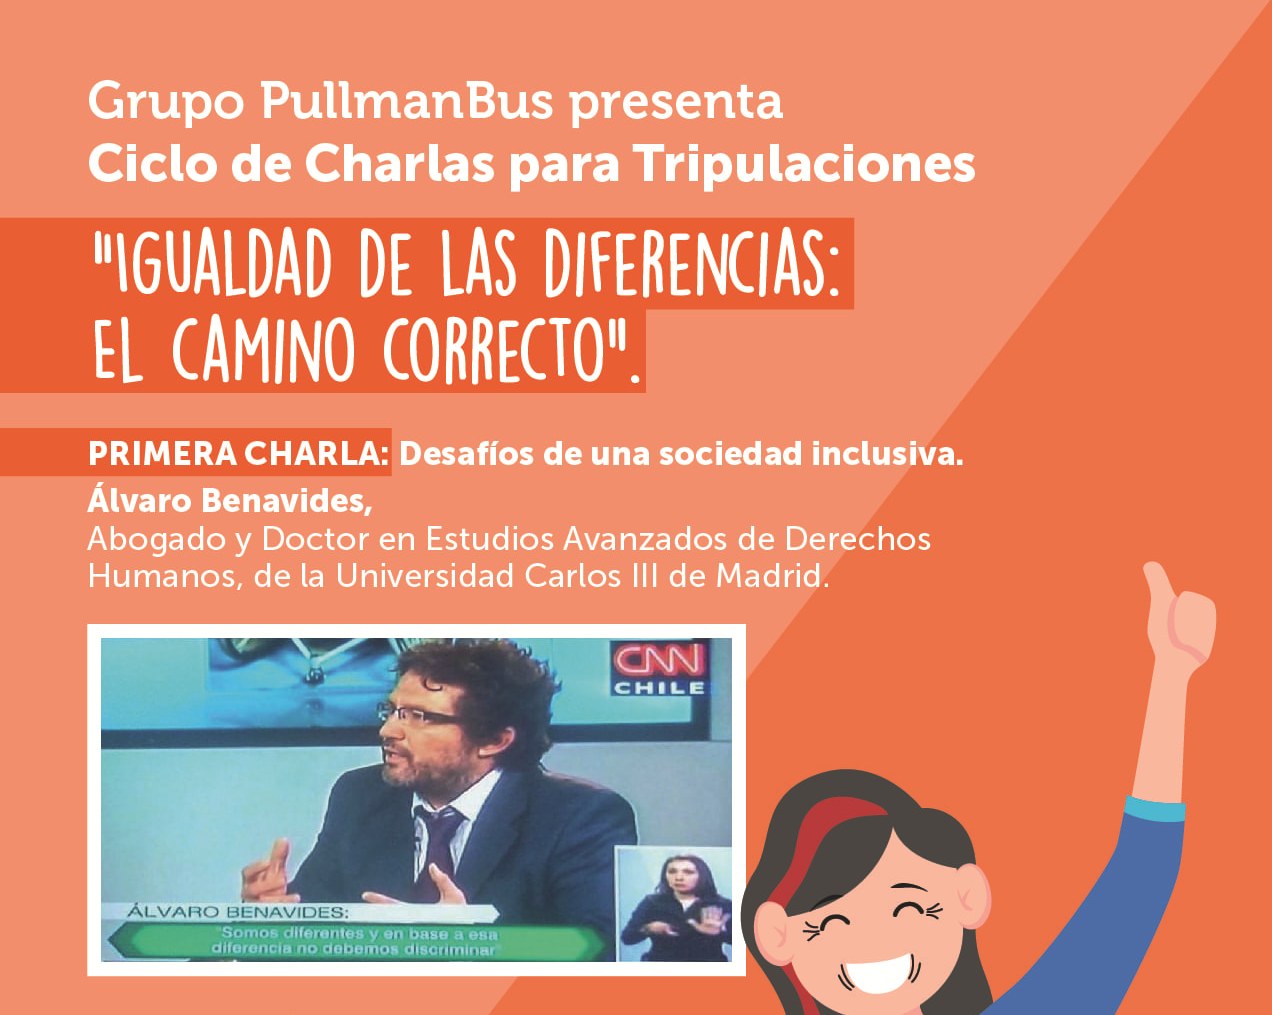 Grupo PullmanBus presenta
Ciclo de Charlas para Tripulaciones
"IGUALDAD DE LAS DIFERENCIAS:
EL CAMINO CORRECTO".
PRIMERA CHARLA: Desafíos de una sociedad inclusiva.
Álvaro Benavides,
Abogado y Doctor en Estudios Avanzados de Derechos
Humanos, de la Universidad Carlos III de Madrid.
CNN
CHILE
ÁLVARO BENAVIDES:
"Somos diferentes y en base a esa
diferencia no debemos discriminar"